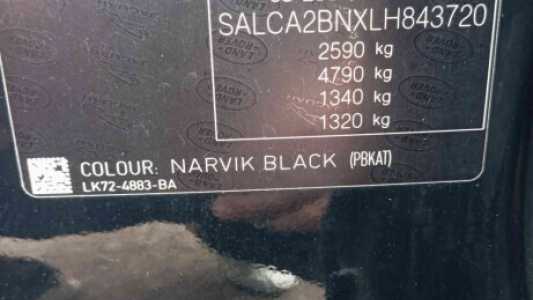 SALCA2BNXLH843720
2590 kg
4790 kg
1340 kg
1320 kg
COLOUR: NARVIK BLACK (PBKAT)
LK72-4883-BA